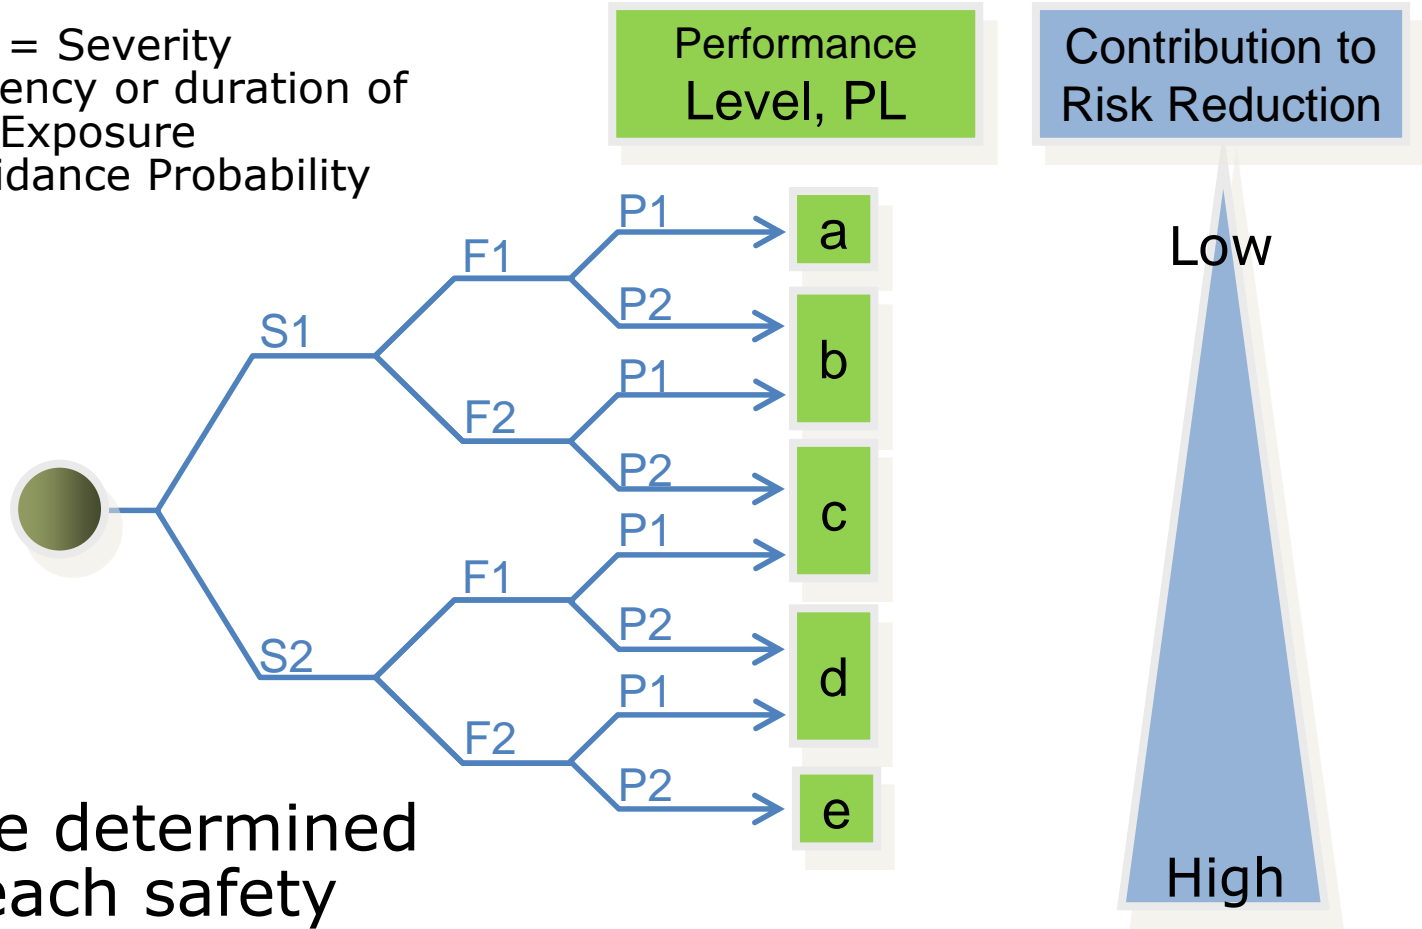 = Severity
ency or duration of
Exposure
idance Probability
Performance
Level, PL
Contribution to
Risk Reduction
P1
a
F1
P2
S1
b
P1
F2
P2
c
P1
F1
P2
S2
d
P1
F2
P2
e
Low
High
e determined
each safety